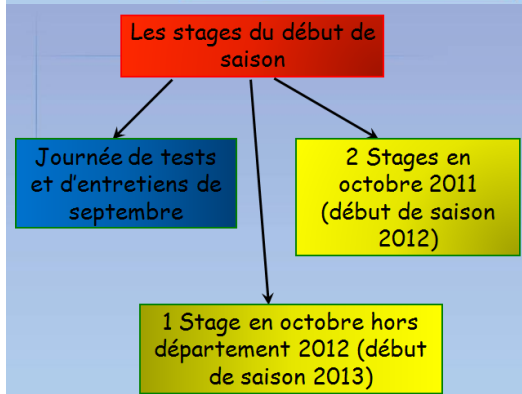 Les stages du début de
saison
Journée de tests
et d'entretiens de
septembre
2 Stages en
octobre 2011
(début de saison
2012)
1 Stage en octobre hors
département 2012 (début
de saison 2013)